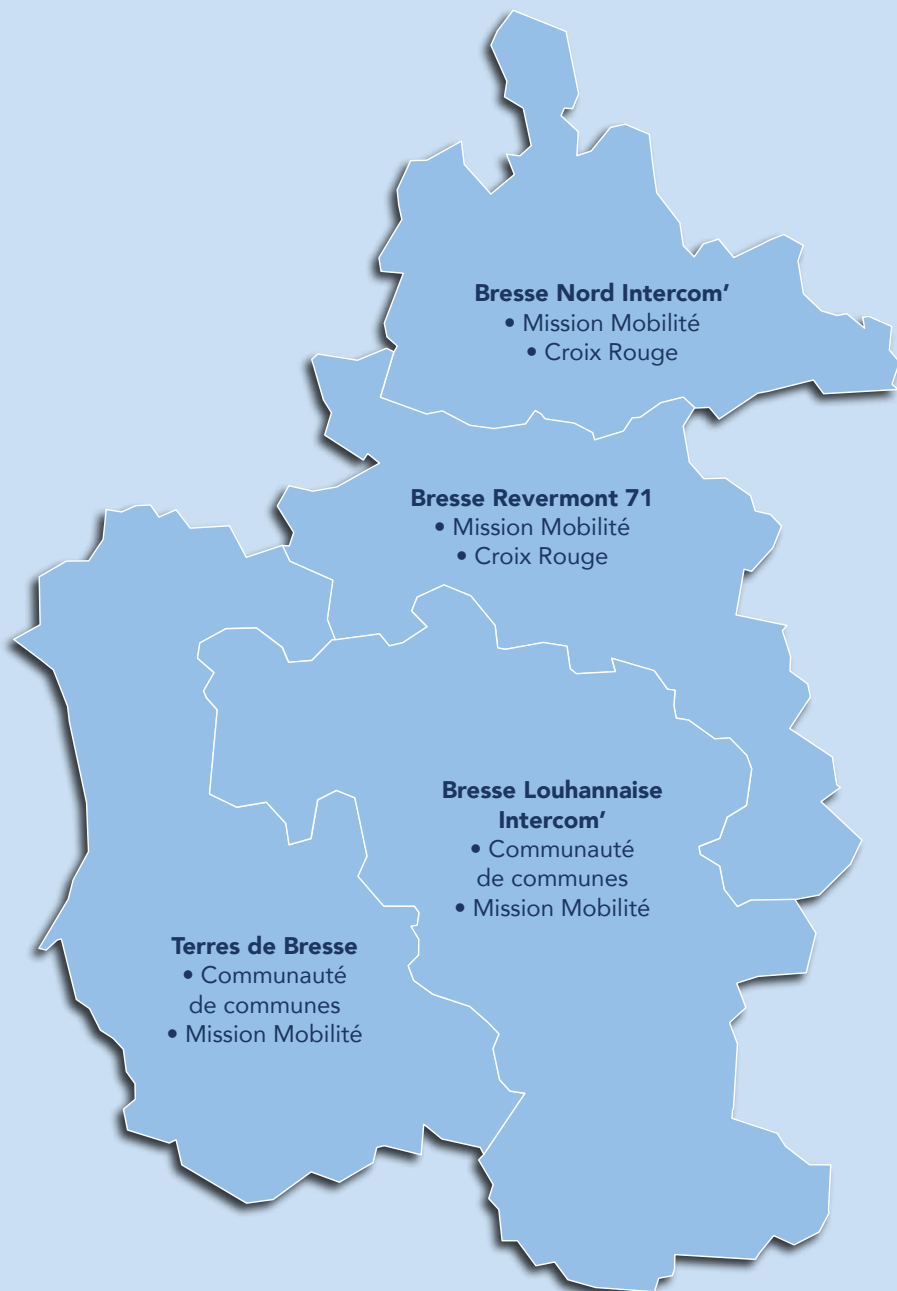 Bresse Nord Intercom’
• Mission Mobilité
• Croix Rouge
Bresse Revermont 71
• Mission Mobilité
• Croix Rouge
Bresse Louhannaise
Intercom’
• Communauté
de communes
• Mission Mobilité
Terres de Bresse
• Communauté
de communes
• Mission Mobilité